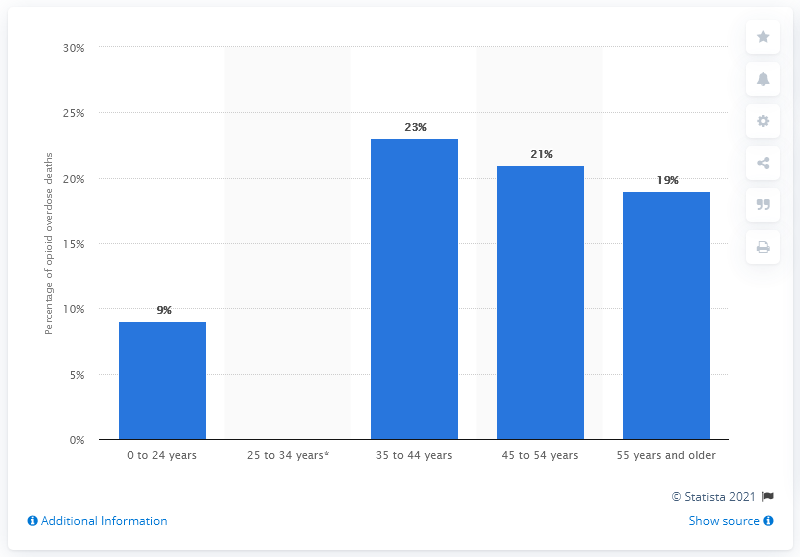 30%
25%
20%
15%
10%
5%
0%
Percentage of opioid overdose deaths
9%
23%
21%
19%
0 to 24 years
25 to 34 years*
35 to 44 years
45 to 54 years
55 years and older
© Statista 2021
Additional Information
Show source